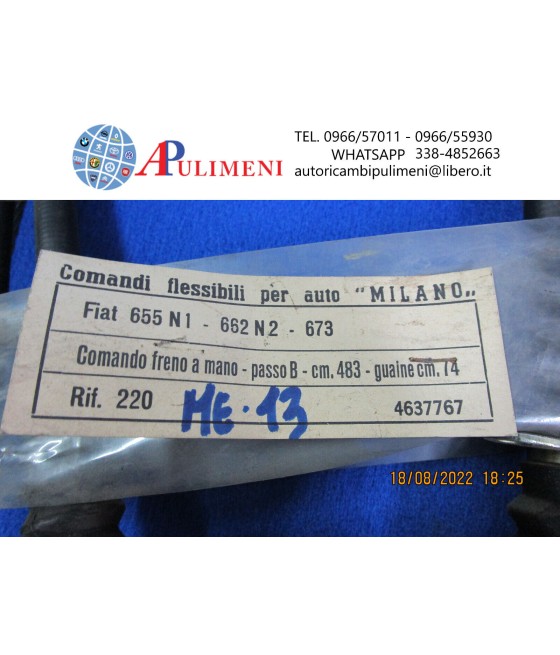 APULIMENI
TEL. 0966/57011 - 0966/55930
WHATSAPP 338-4852663
autoricambipulimeni@libero.it
Comandi flessibili per auto "MILANO„
Fiat 655 N1 - 662 N2 - 673
Comando freno a mano - passo B - cm. 483 - guaine cm. 74
Rif. 220 ME-13 4637767
18/08/2022 18:25